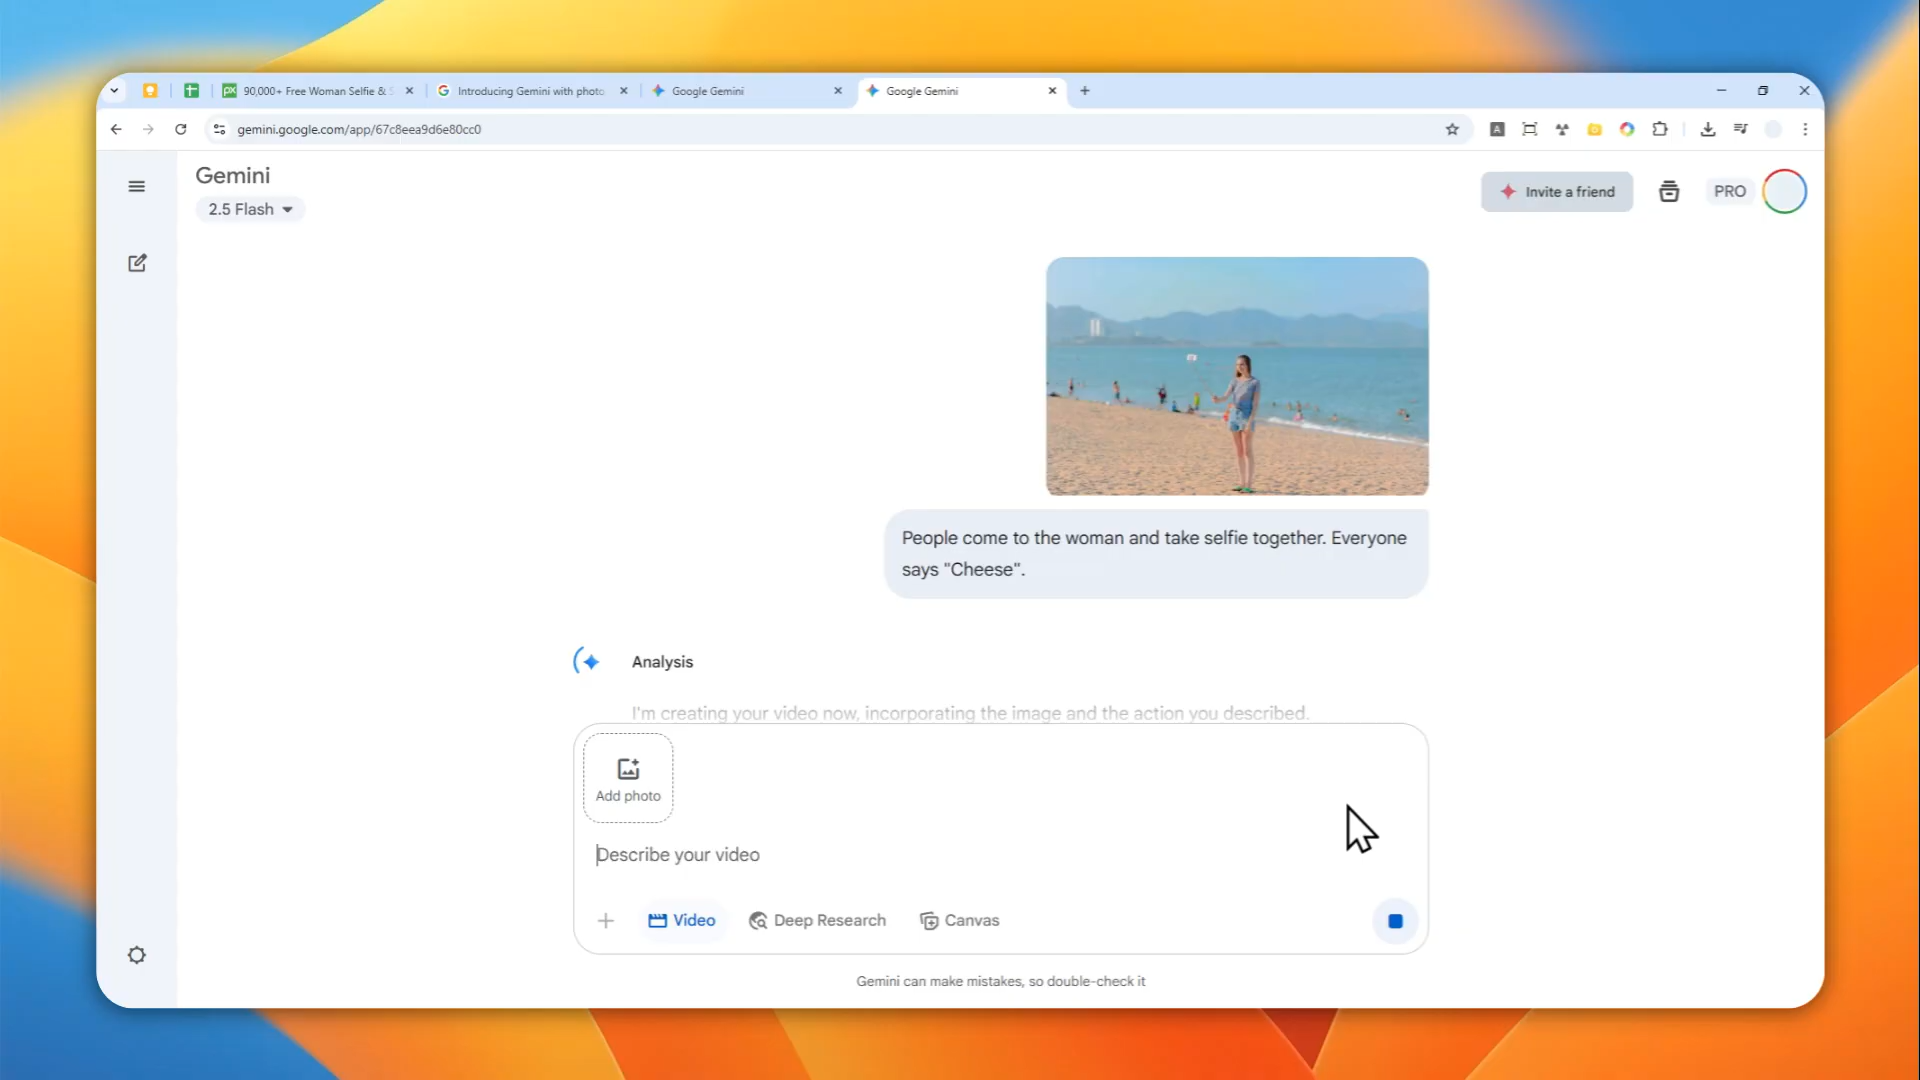 90,000+ Free Woman Selfie &
Introducing Gemini with photo
Google Gemini
Google Gemini
gemini.google.com/app/67c8eea9d6e80cc0
Gemini
2.5 Flash
Invite a friend
PRO
People come to the woman and take selfie together. Everyone
says "Cheese".
Analysis
I'm creating your video now, incorporating the image and the action you described.
Add photo
Describe your video
Video
Deep Research
Canvas
Gemini can make mistakes, so double-check it